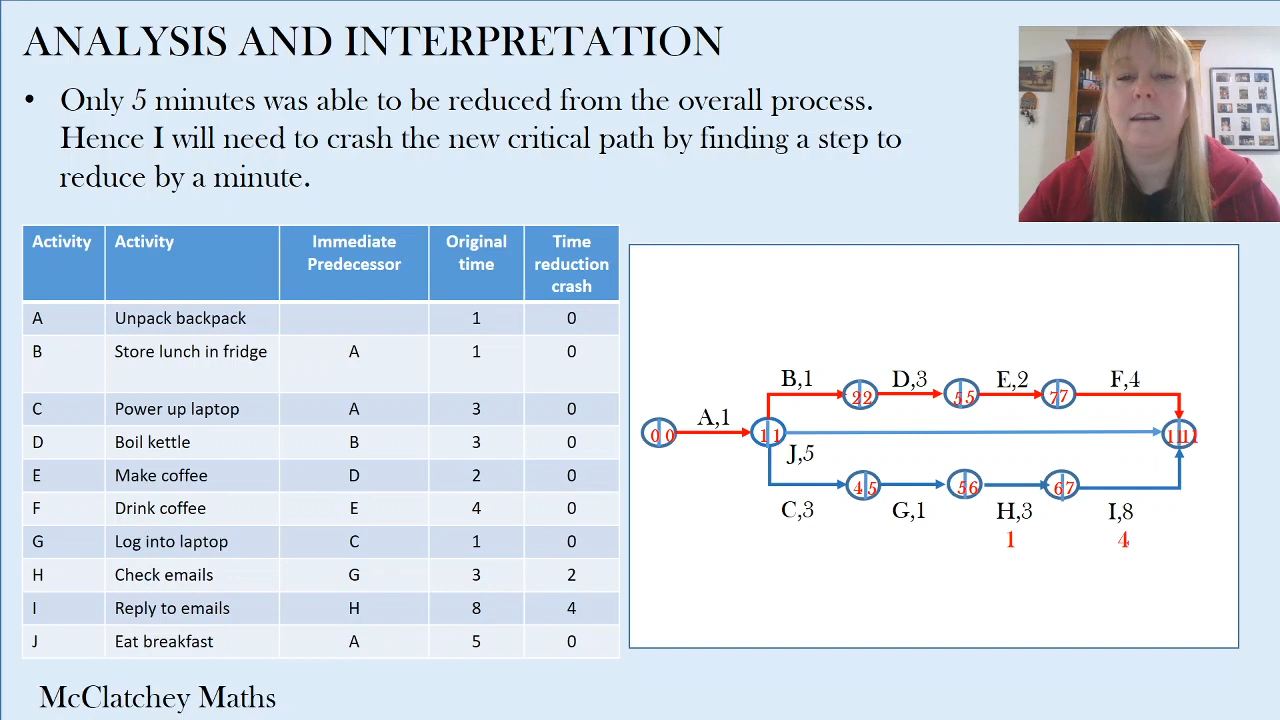 ANALYSIS AND INTERPRETATION
• Only 5 minutes was able to be reduced from the overall process.
Hence I will need to crash the new critical path by finding a step to
reduce by a minute.
Activity Activity Immediate Predecessor Original time Time reduction crash
A Unpack backpack 1 0
B Store lunch in fridge A 1 0
C Power up laptop A 3 0
D Boil kettle B 3 0
E Make coffee D 2 0
F Drink coffee E 4 0
G Log into laptop C 1 0
H Check emails G 3 2
I Reply to emails H 8 4
J Eat breakfast A 5 0
B,1 D,3 E,2 F,4
2 2 5 5 7 7
A,1
0 0 1 1 11 11
J,5
4 5 5 6 6 7
C,3 G,1 H,3 I,8
1 4
McClatchey Maths